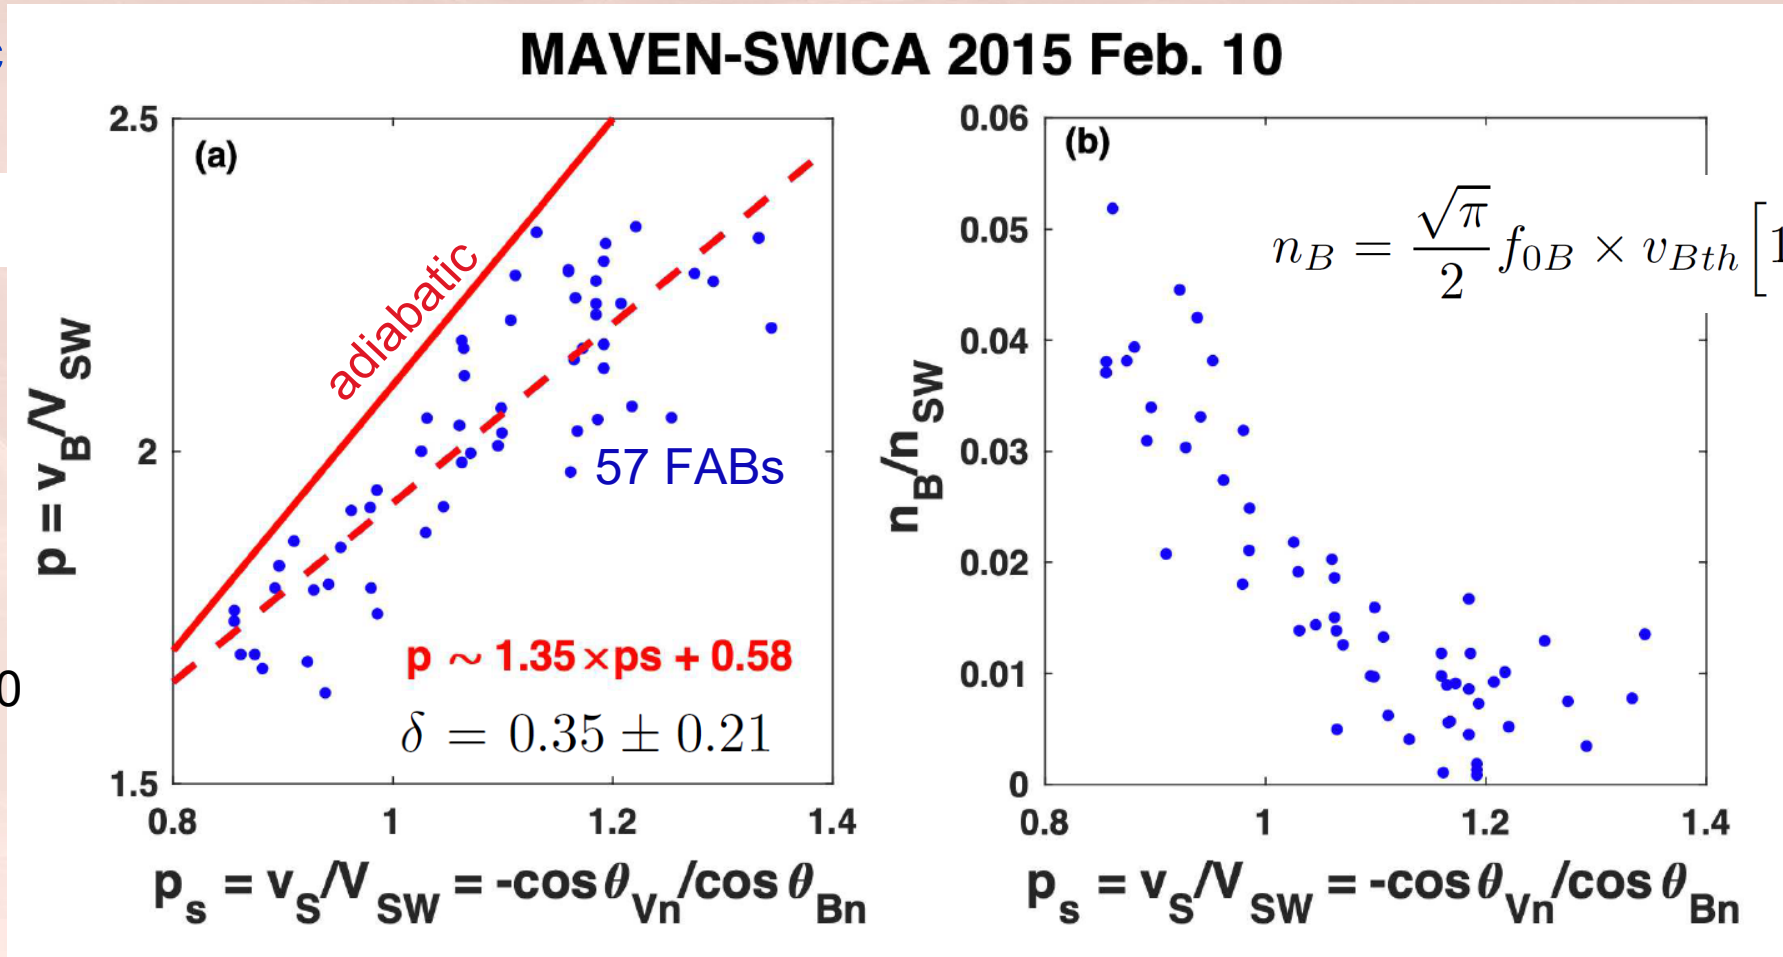 MAVEN-SWICA 2015 Feb. 10
(a)
adiabatic
57 FABs
p ~ 1.35×ps + 0.58
δ = 0.35 ± 0.21
2.5
2
1.5
0.8 1 1.2 1.4
p = v_B/V_SW
p_s = v_S/V_SW = -cosθ_Vn/cosθ_Bn
(b)
n_B = √π/2 f_0B × v_Bth [1
0.06
0.05
0.04
0.03
0.02
0.01
0
0.8 1 1.2 1.4
n_B/n_SW
p_s = v_S/V_SW = -cosθ_Vn/cosθ_Bn
0